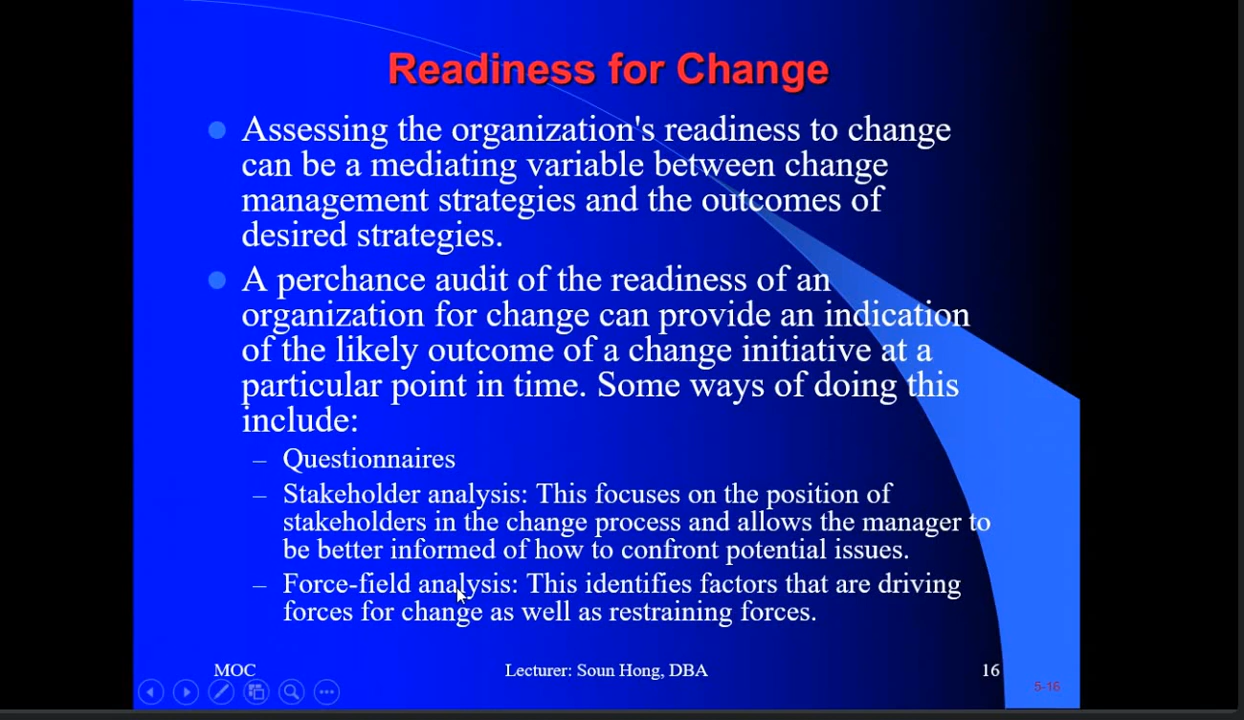 Readiness for Change
Assessing the organization's readiness to change
can be a mediating variable between change
management strategies and the outcomes of
desired strategies.
A perchance audit of the readiness of an
organization for change can provide an indication
of the likely outcome of a change initiative at a
particular point in time. Some ways of doing this
include:
– Questionnaires
– Stakeholder analysis: This focuses on the position of
stakeholders in the change process and allows the manager to
be better informed of how to confront potential issues.
– Force-field analysis: This identifies factors that are driving
forces for change as well as restraining forces.
MOC Lecturer: Soun Hong, DBA 16
5-16